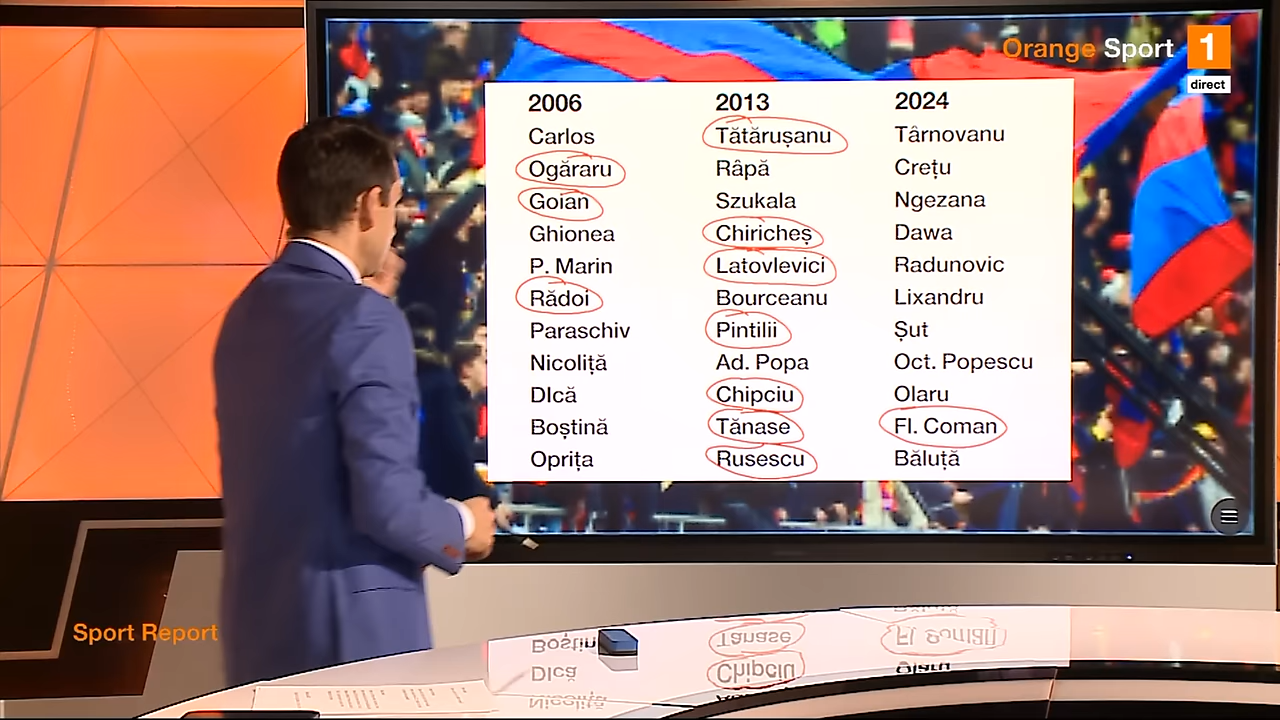 Orange Sport 1
direct
2006 2013 2024
Carlos Tătărușanu Târnovanu
Ogăraru Râpă Crețu
Goian Szukala Ngezana
Ghionea Chiricheș Dawa
P. Marin Latovlevici Radunovic
Rădoi Bourceanu Lixandru
Paraschiv Pintilii Șut
Nicoliță Ad. Popa Oct. Popescu
DIcă Chipciu Olaru
Boștină Tănase Fl. Coman
Oprița Rusescu Băluță
Sport Report